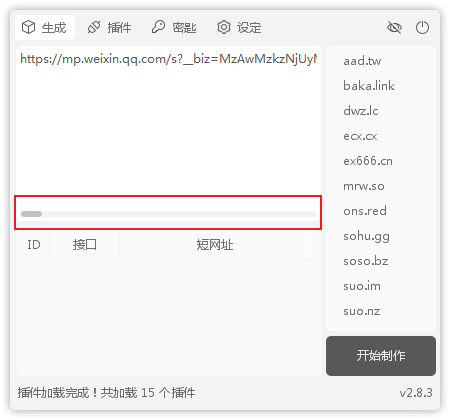 生成 插件 密匙 设定
https://mp.weixin.qq.com/s?__biz=MzAwMzkzNjUyM
aad.tw
baka.link
dwz.lc
ecx.cx
ex666.cn
mrw.so
ons.red
sohu.gg
soso.bz
suo.im
suo.nz
ID 接口 短网址
开始制作
插件加载完成！共加载 15 个插件
v2.8.3